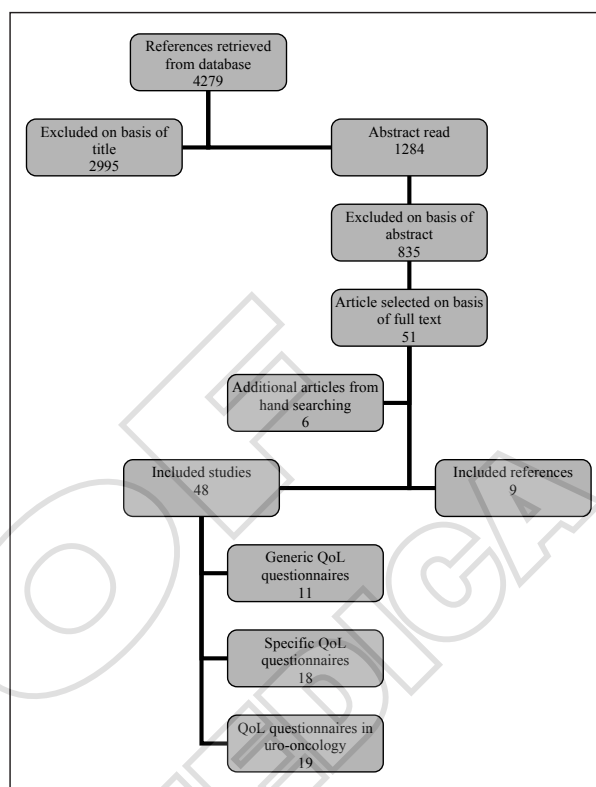 References retrieved
from database
4279
Excluded on basis of
title
2995
Abstract read
1284
Excluded on basis of
abstract
835
Article selected on basis
of full text
51
Additional articles from
hand searching
6
Included studies
48
Included references
9
Generic QoL
questionnaires
11
Specific QoL
questionnaires
18
QoL questionnaires in
uro-oncology
19